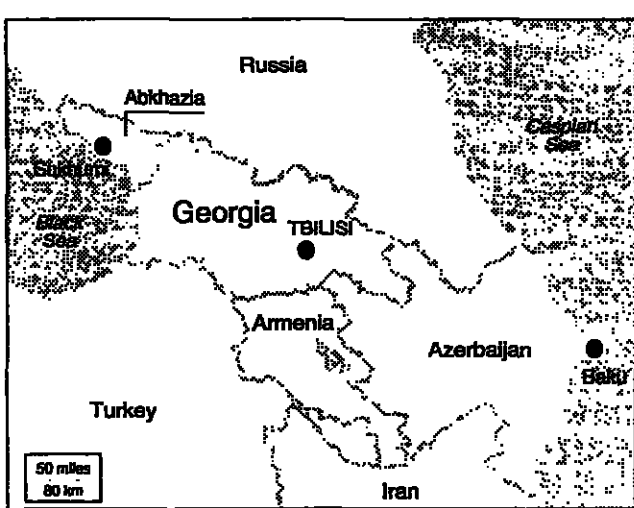 Russia
Abkhazia
Caspian
Sea
Sukhumi
Georgia
Black
Sea
TBILISI
Armenia
Azerbaijan
Baku
Turkey
50 miles
80 km
Iran